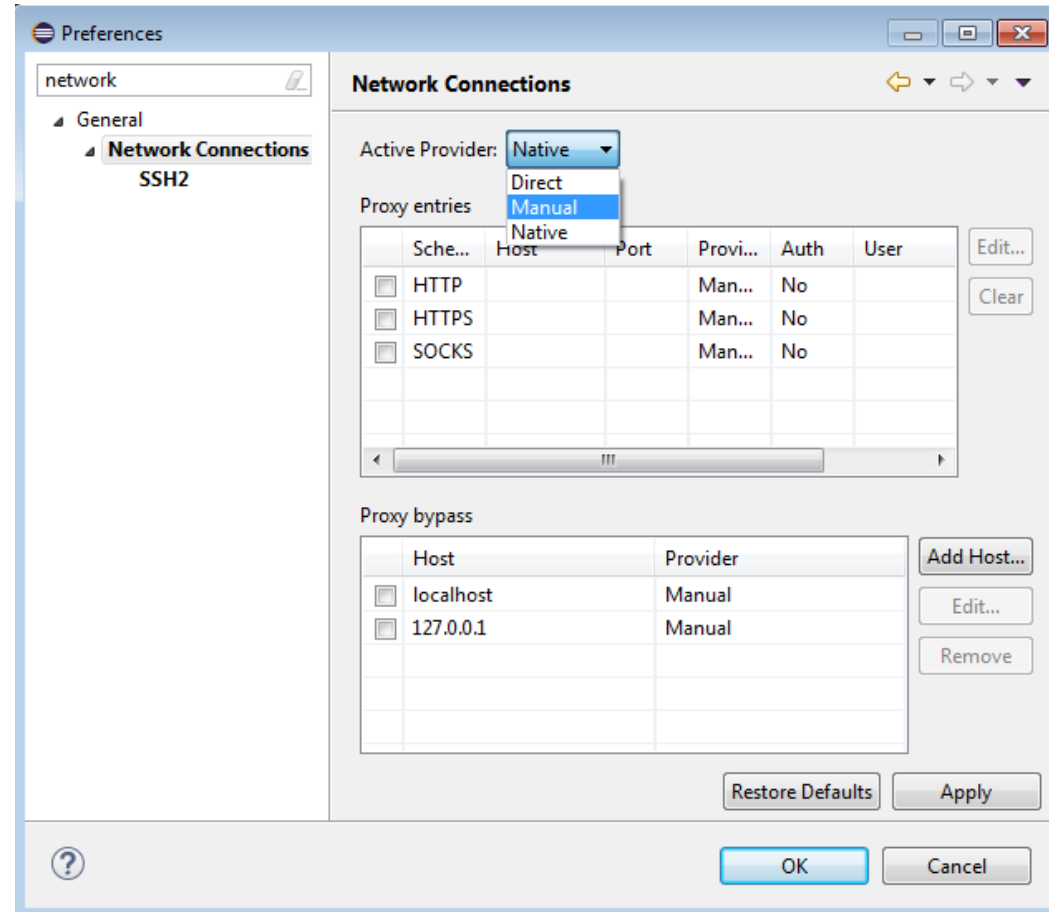 Preferences
network
General
Network Connections
SSH2
Network Connections
Active Provider: Native
Direct
Manual
Native
Proxy entries
Sche... Host Port Provi... Auth User
HTTP Man... No
HTTPS Man... No
SOCKS Man... No
Edit...
Clear
Proxy bypass
Host Provider
localhost Manual
127.0.0.1 Manual
Add Host...
Edit...
Remove
Restore Defaults Apply
? OK Cancel